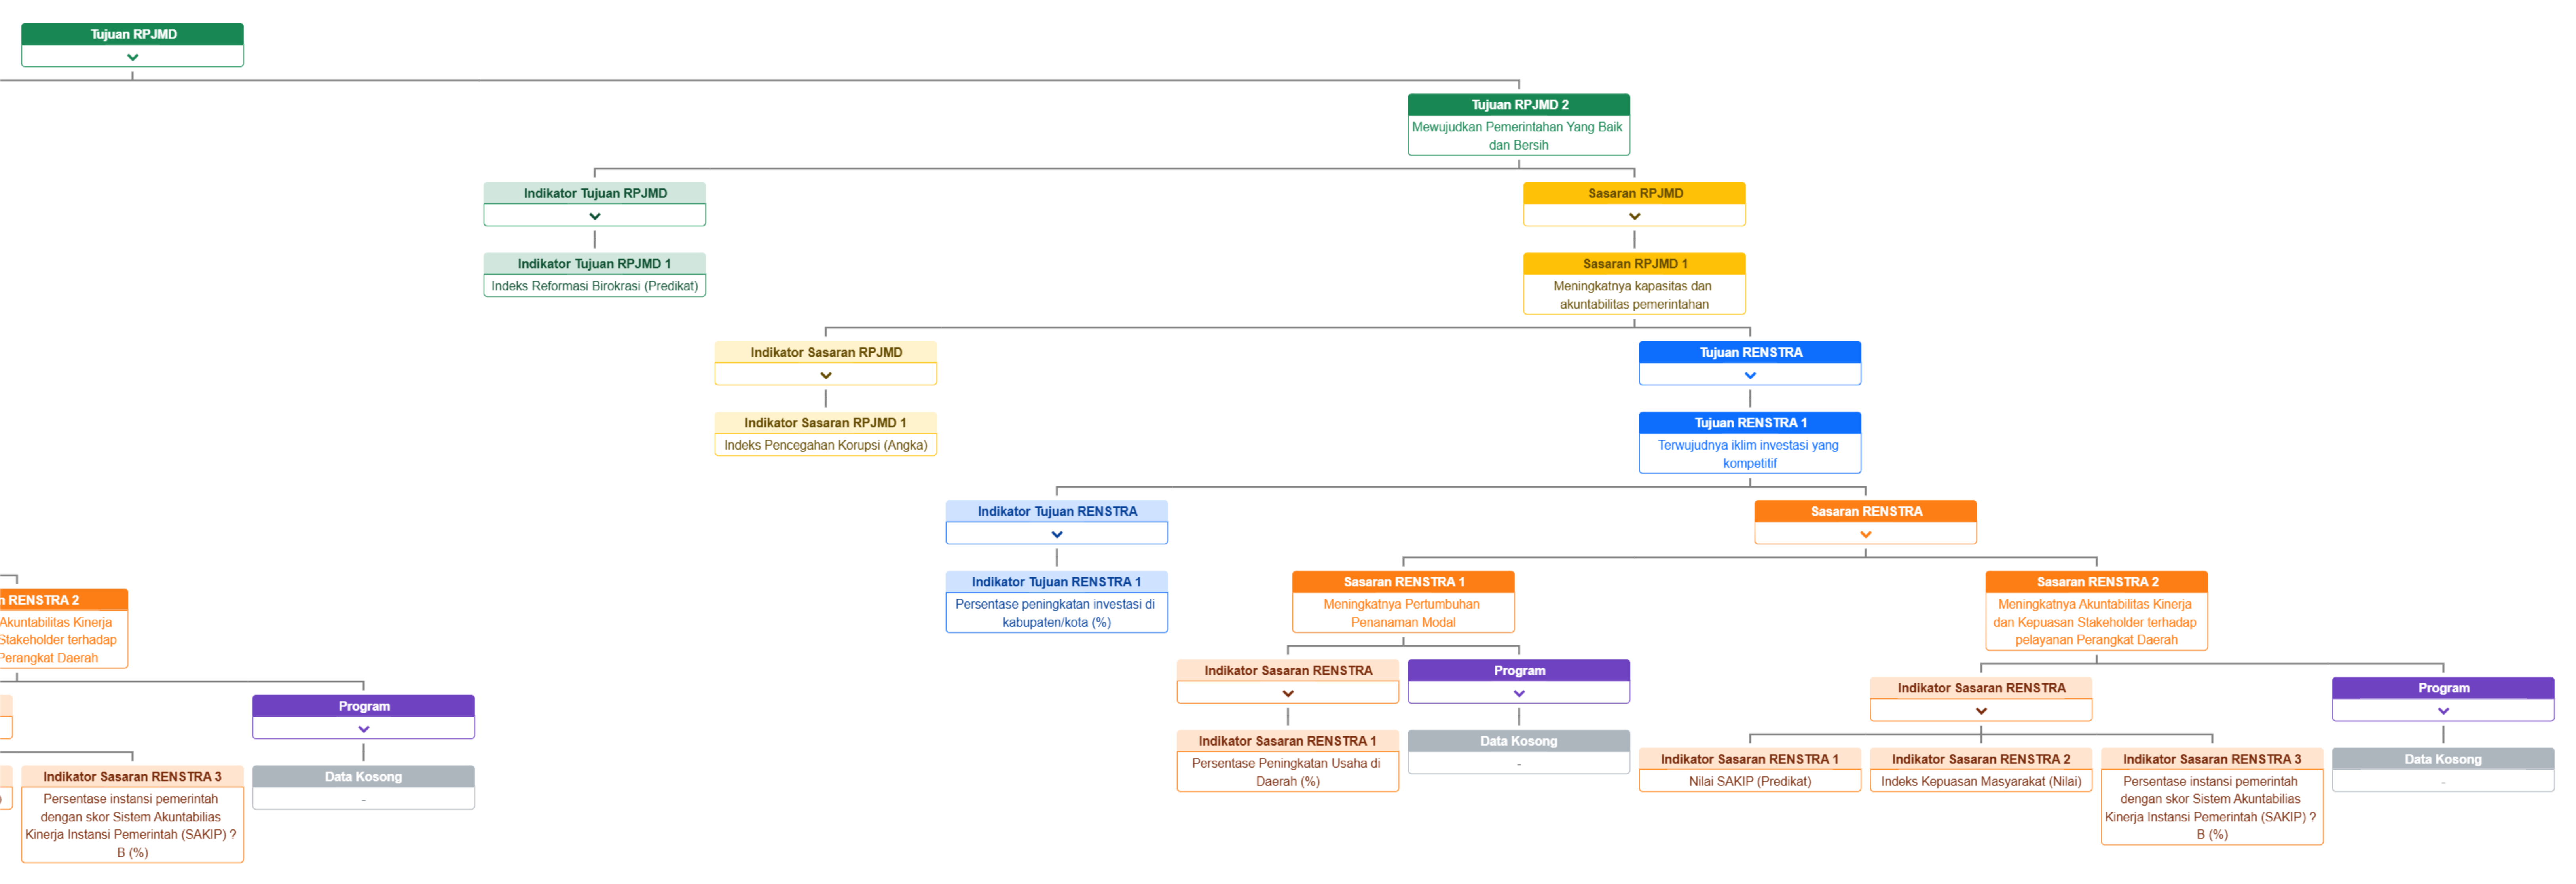 Tujuan RPJMD
Tujuan RPJMD 2
Mewujudkan Pemerintahan Yang Baik
dan Bersih
Indikator Tujuan RPJMD
Sasaran RPJMD
Indikator Tujuan RPJMD 1
Indeks Reformasi Birokrasi (Predikat)
Sasaran RPJMD 1
Meningkatnya kapasitas dan
akuntabilitas pemerintahan
Indikator Sasaran RPJMD
Tujuan RENSTRA
Indikator Sasaran RPJMD 1
Indeks Pencegahan Korupsi (Angka)
Tujuan RENSTRA 1
Terwujudnya iklim investasi yang
kompetitif
Indikator Tujuan RENSTRA
Sasaran RENSTRA
Indikator Tujuan RENSTRA 1
Persentase peningkatan investasi di
kabupaten/kota (%)
Sasaran RENSTRA 1
Meningkatnya Pertumbuhan
Penanaman Modal
Sasaran RENSTRA 2
Meningkatnya Akuntabilitas Kinerja
dan Kepuasan Stakeholder terhadap
pelayanan Perangkat Daerah
n RENSTRA 2
Akuntabilitas Kinerja
Stakeholder terhadap
Perangkat Daerah
Indikator Sasaran RENSTRA
Program
Indikator Sasaran RENSTRA
Program
Program
Indikator Sasaran RENSTRA 1
Persentase Peningkatan Usaha di
Daerah (%)
Data Kosong
-
Indikator Sasaran RENSTRA 1
Nilai SAKIP (Predikat)
Indikator Sasaran RENSTRA 2
Indeks Kepuasan Masyarakat (Nilai)
Indikator Sasaran RENSTRA 3
Persentase instansi pemerintah
dengan skor Sistem Akuntabilias
Kinerja Instansi Pemerintah (SAKIP) ?
B (%)
Data Kosong
-
)
Indikator Sasaran RENSTRA 3
Persentase instansi pemerintah
dengan skor Sistem Akuntabilias
Kinerja Instansi Pemerintah (SAKIP) ?
B (%)
Data Kosong
-